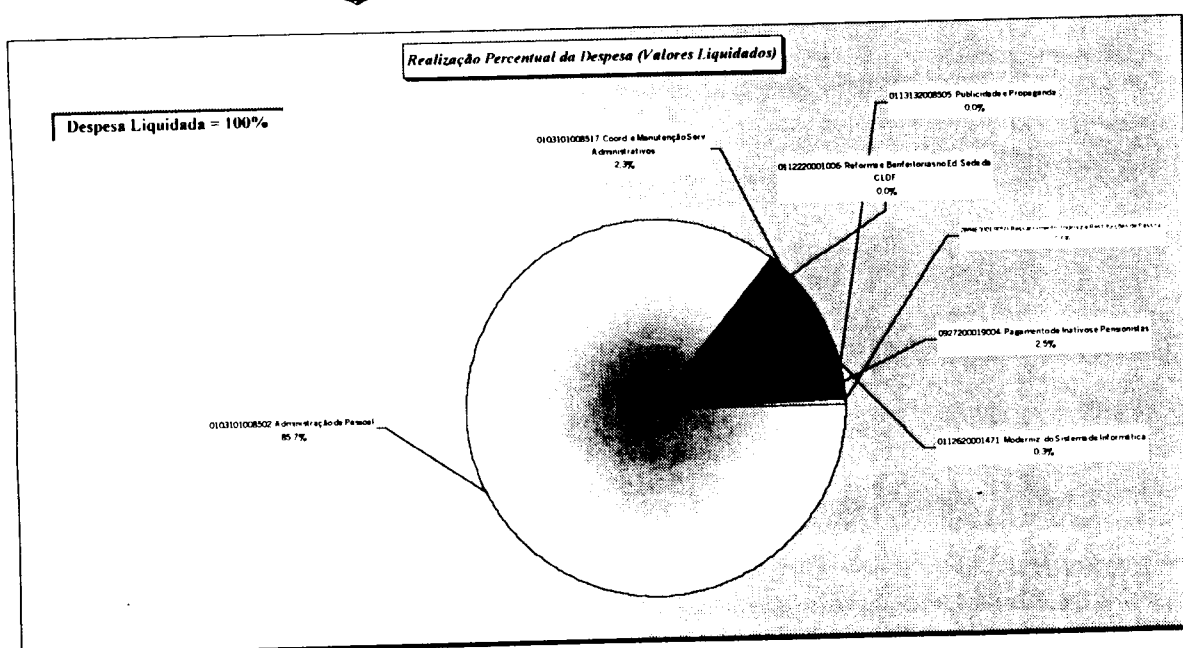 Realização Percentual da Despesa (Valores Liquidados)
Despesa Liquidada = 100%
0113132008505 Publicidade e Propaganda
0.0%
0103101008517 Coord e Manutenção Serv
Administrativos
2.3%
0112220001006 Reforma e Benfeitorias no Ed. Sede da
CLDF
0.0%
0927200019004 Pagamento de Inativos e Pensionistas
2.5%
0103101008502 Administração de Pessoal
85.7%
0112620001471 Moderniz do Sistema de Informática
0.3%